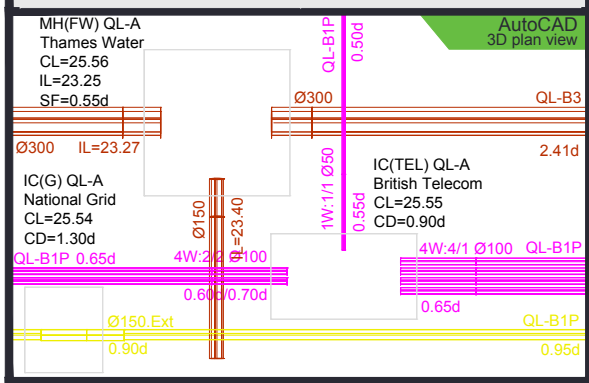 MH(FW) QL-A
Thames Water
CL=25.56
IL=23.25
SF=0.55d
QL-B1P
0.50d
AutoCAD
3D plan view
Ø300
QL-B3
Ø300
IL=23.27
2.41d
IC(G) QL-A
National Grid
CL=25.54
CD=1.30d
Ø150
IL=23.40
1W:1/1 Ø50
0.55d
IC(TEL) QL-A
British Telecom
CL=25.55
CD=0.90d
QL-B1P 0.65d
4W:2/2 Ø100
0.60d/0.70d
4W:4/1 Ø100
QL-B1P
0.65d
Ø150.Ext
0.90d
QL-B1P
0.95d